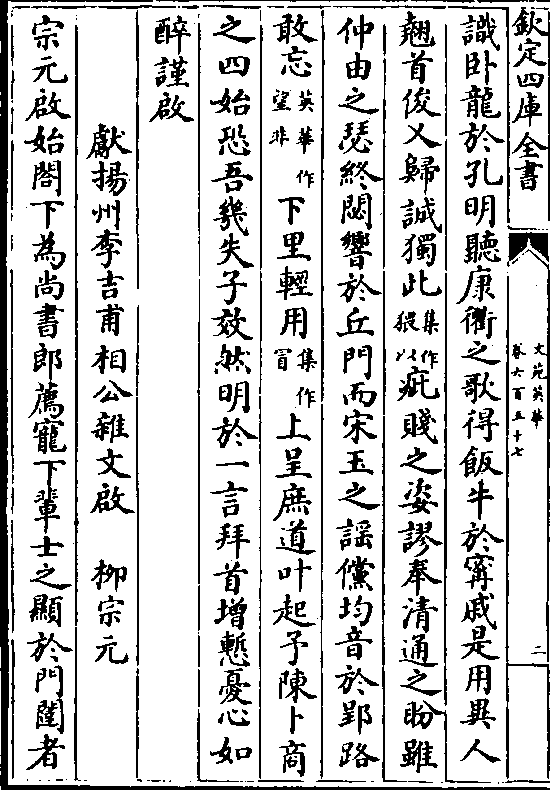 欽定四庫全書
文苑英華
卷六百五十七
二
識卧龍於孔明聽康衢之歌得飯牛於寗戚是用異人
翹首俊乂歸誠獨此集作猥以疵賤之姿謬奉清通之盼雖
仲由之瑟終閟響於丘門而宋玉之謡儻均音於郢路
敢忘英華作望非下里輕用集作冒上呈庶道叶起予陳卜商
之四始恐吾㡬失子效然明於一言拜首增慙憂心如
醉謹啟
獻揚州李吉甫相公雜文啟 柳宗元
宗元啟始閤下為尚書郎薦寵下輩士之顯於門闥者